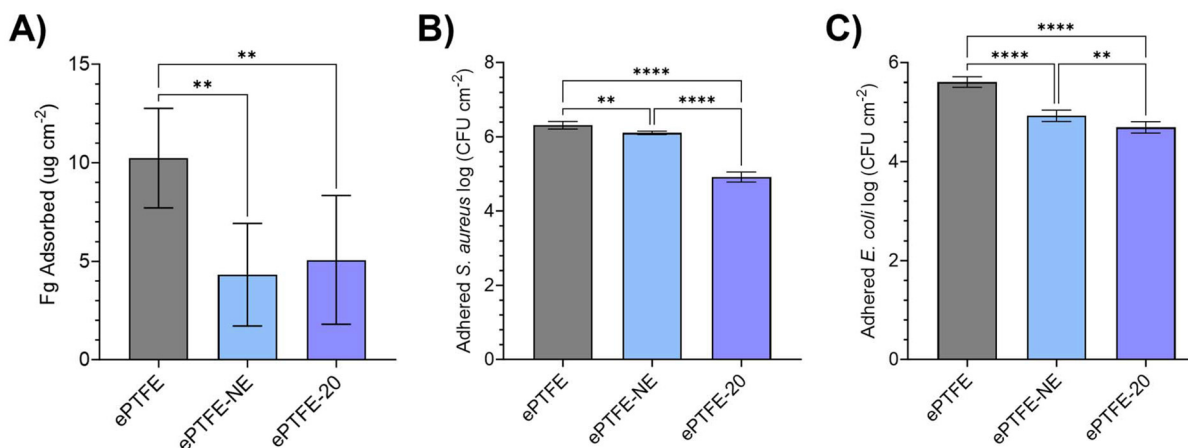 A)
Fg Adsorbed (ug cm-2)
15
10
5
0
**
**
ePTFE
ePTFE-NE
ePTFE-20
B)
Adhered S. aureus log (CFU cm-2)
8
6
4
2
0
****
**
****
ePTFE
ePTFE-NE
ePTFE-20
C)
Adhered E. coli log (CFU cm-2)
6
4
2
0
****
****
**
ePTFE
ePTFE-NE
ePTFE-20